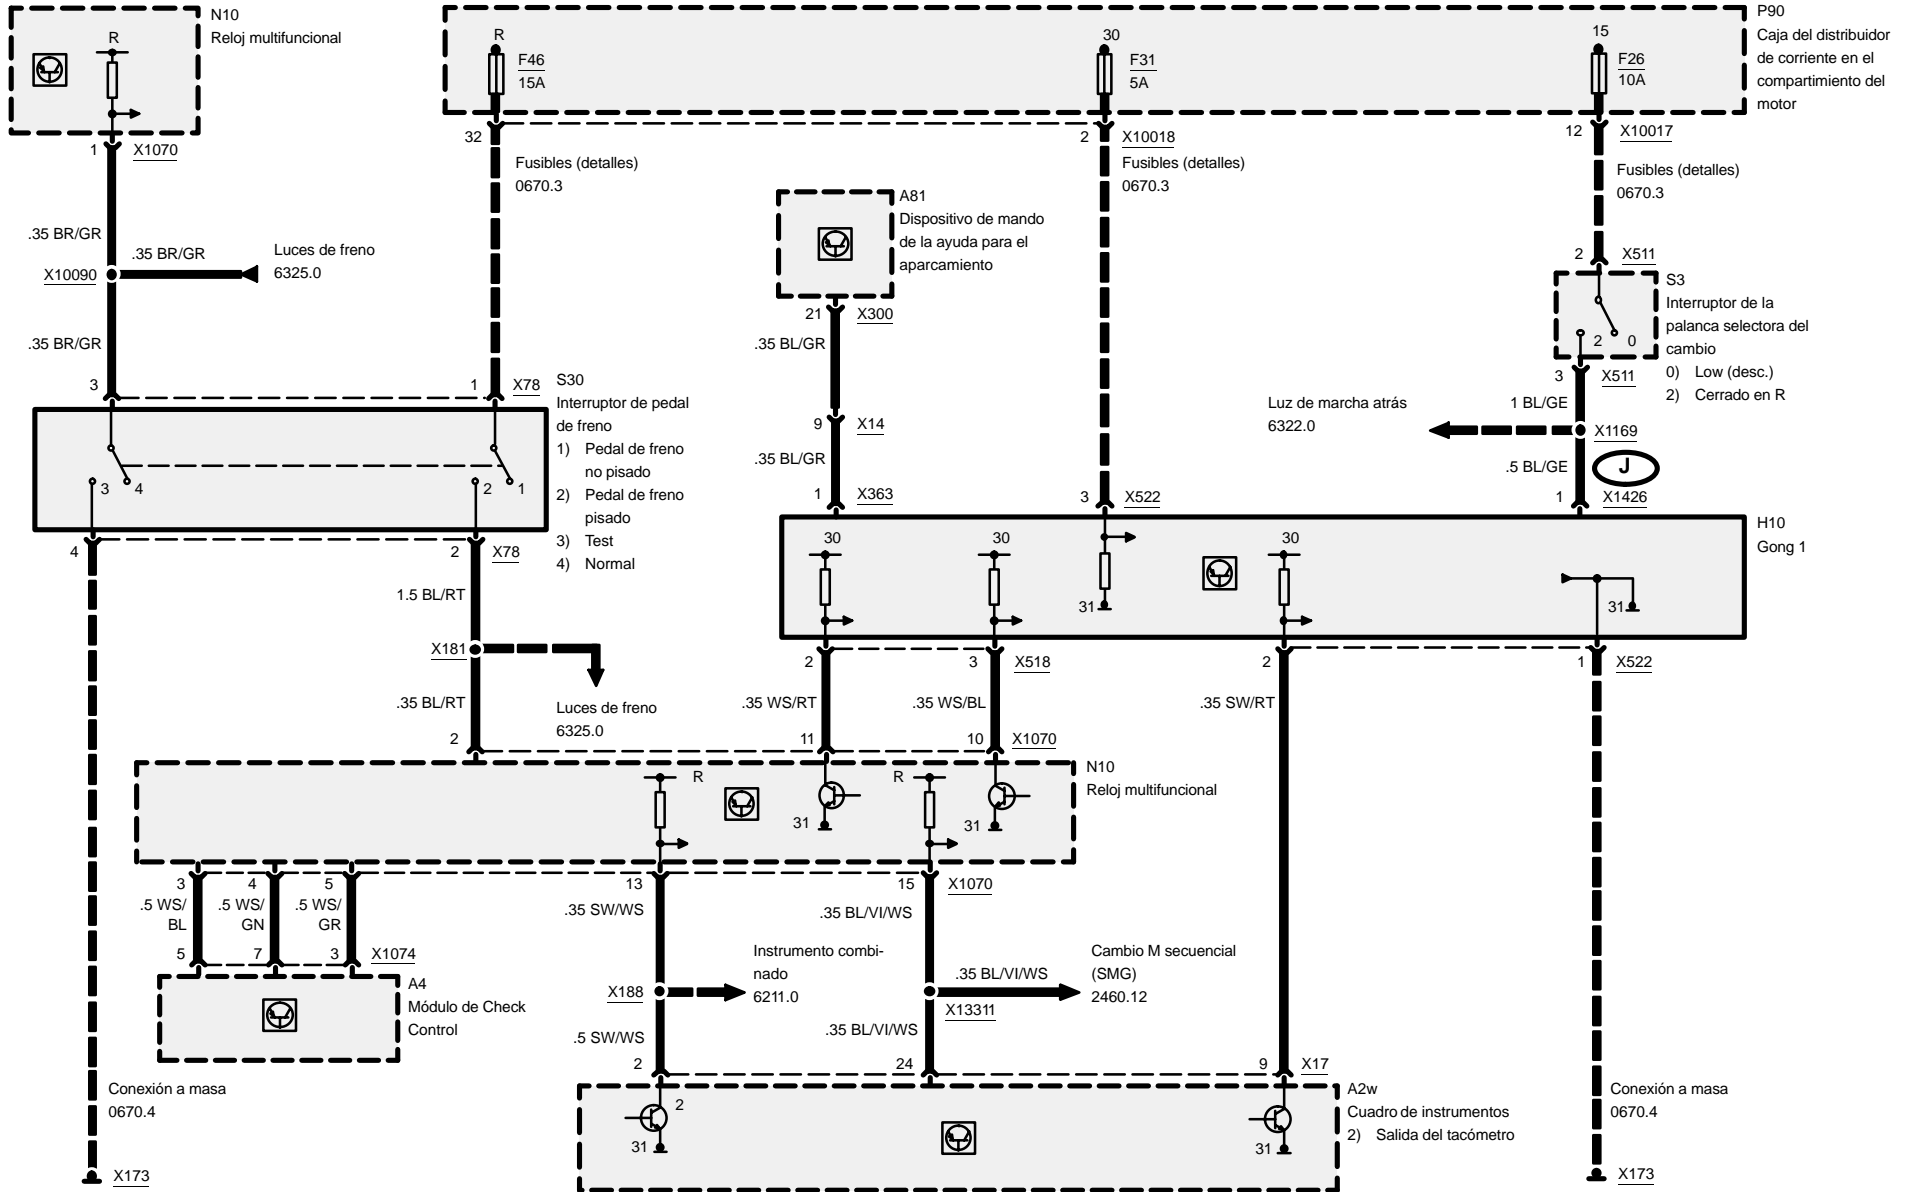 N10
Reloj multifuncional
R
1
X1070
.35 BR/GR
.35 BR/GR
X10090
Luces de freno
6325.0
.35 BR/GR
3
P90
Caja del distribuidor
de corriente en el
compartimiento del
motor
R
F46
15A
30
F31
5A
15
F26
10A
32
2
X10018
12
X10017
Fusibles (detalles)
0670.3
Fusibles (detalles)
0670.3
Fusibles (detalles)
0670.3
A81
Dispositivo de mando
de la ayuda para el
aparcamiento
21
X300
.35 BL/GR
9
X14
.35 BL/GR
1
X363
3
X522
2
X511
S3
Interruptor de la
palanca selectora del
cambio
0) Low (desc.)
2) Cerrado en R
2
0
3
X511
1 BL/GE
Luz de marcha atrás
6322.0
X1169
.5 BL/GE
J
1
X1426
1
X78
S30
Interruptor de pedal
de freno
1) Pedal de freno
no pisado
2) Pedal de freno
pisado
3) Test
4) Normal
3
4
2
1
4
2
X78
1.5 BL/RT
X181
.35 BL/RT
Luces de freno
6325.0
2
H10
Gong 1
30
30
31
30
31
2
3
X518
2
1
X522
.35 WS/RT
.35 WS/BL
.35 SW/RT
11
10
X1070
N10
Reloj multifuncional
R
31
R
31
3
4
5
13
15
X1070
.5 WS/
BL
.5 WS/
GN
.5 WS/
GR
5
7
3
X1074
A4
Módulo de Check
Control
.35 SW/WS
.35 BL/VI/WS
Instrumento combi-
nado
6211.0
X188
.5 SW/WS
2
Cambio M secuencial
(SMG)
2460.12
.35 BL/VI/WS
X13311
.35 BL/VI/WS
24
9
X17
A2w
Cuadro de instrumentos
2) Salida del tacómetro
2
31
31
Conexión a masa
0670.4
X173
Conexión a masa
0670.4
X173